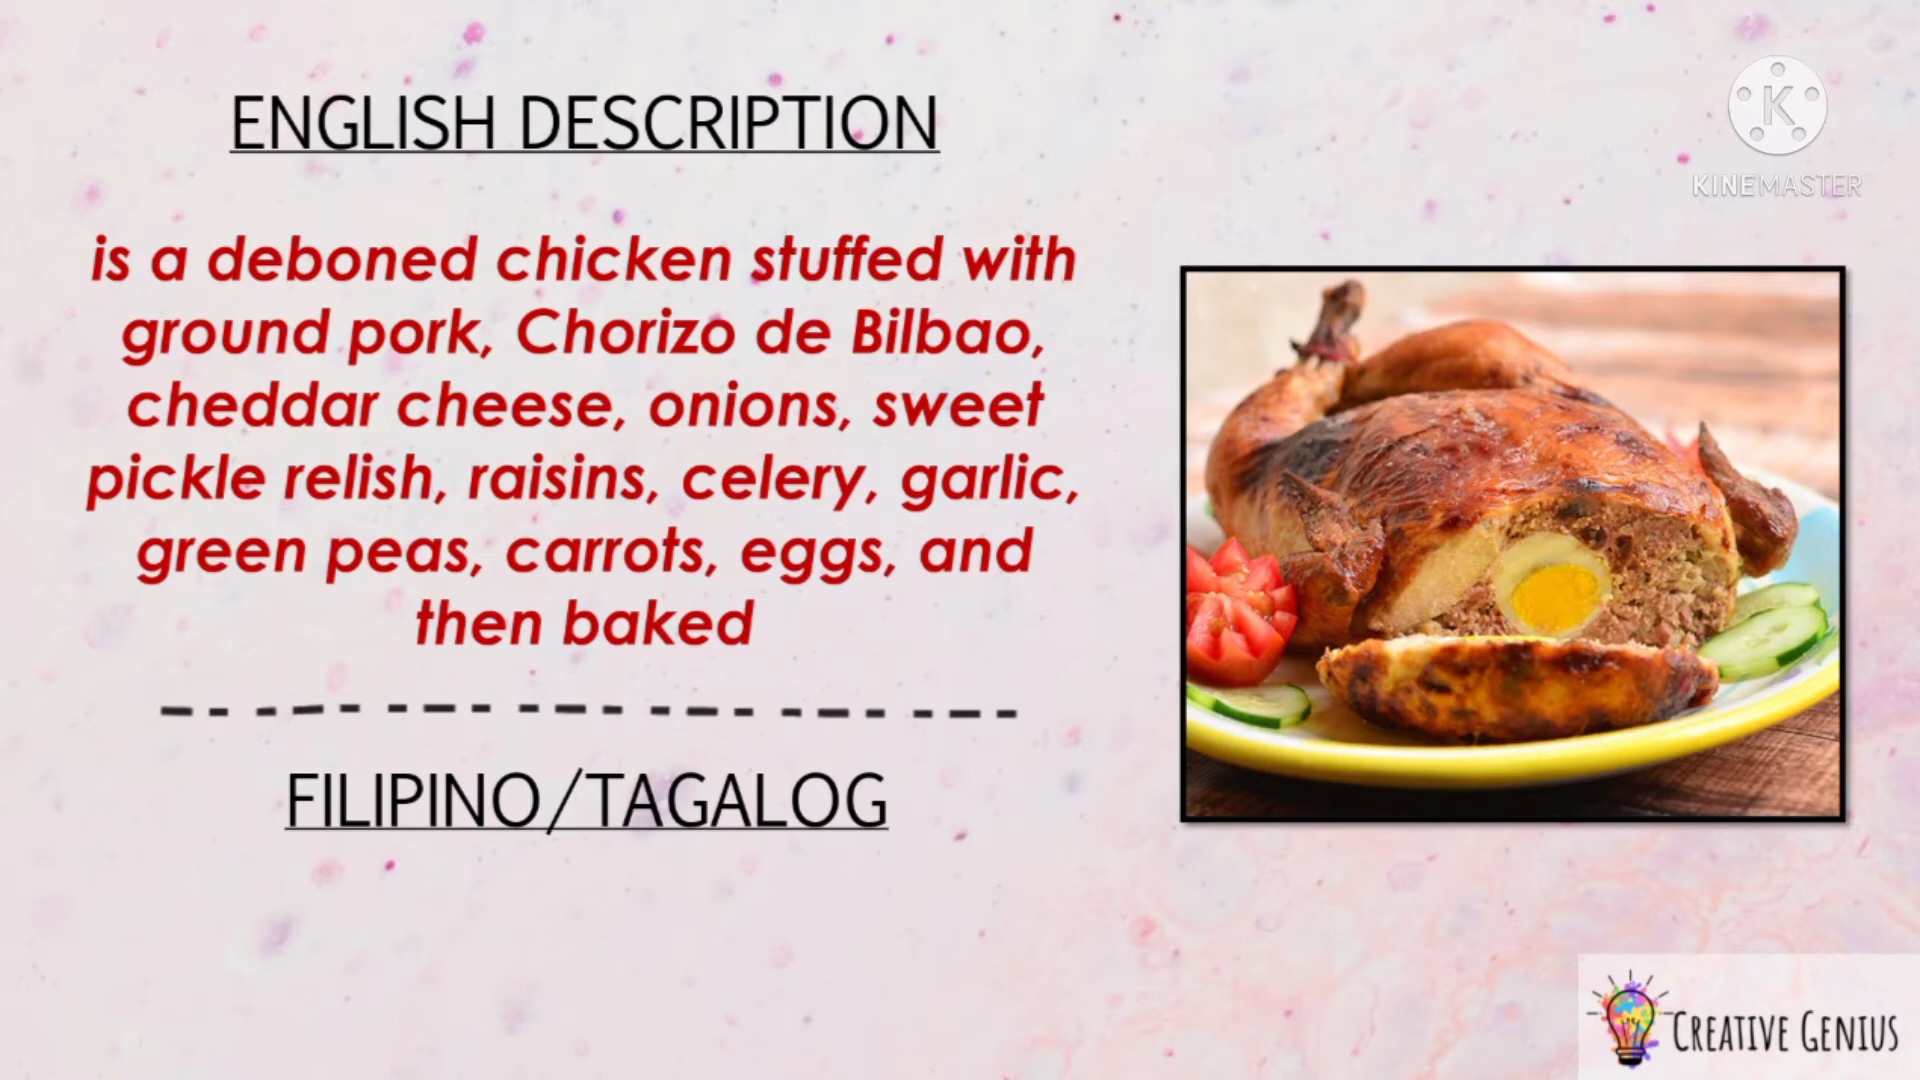 ENGLISH DESCRIPTION
is a deboned chicken stuffed with
ground pork, Chorizo de Bilbao,
cheddar cheese, onions, sweet
pickle relish, raisins, celery, garlic,
green peas, carrots, eggs, and
then baked
FILIPINO/TAGALOG
K
KINEMASTER
CREATIVE GENIUS